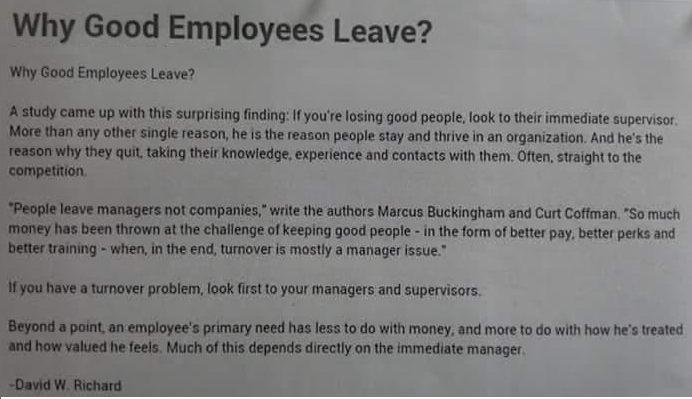 Why Good Employees Leave?
Why Good Employees Leave?
A study came up with this surprising finding: If you're losing good people, look to their immediate supervisor.
More than any other single reason, he is the reason people stay and thrive in an organization. And he's the
reason why they quit, taking their knowledge, experience and contacts with them. Often, straight to the
competition.
"People leave managers not companies," write the authors Marcus Buckingham and Curt Coffman. "So much
money has been thrown at the challenge of keeping good people - in the form of better pay, better perks and
better training - when, in the end, turnover is mostly a manager issue."
If you have a turnover problem, look first to your managers and supervisors.
Beyond a point, an employee's primary need has less to do with money, and more to do with how he's treated
and how valued he feels. Much of this depends directly on the immediate manager.
-David W. Richard